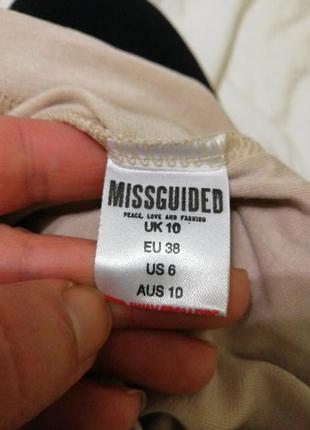 MISSGUIDED
PEACE, LOVE AND FASHION
UK 10
EU 38
US 6
AUS 10